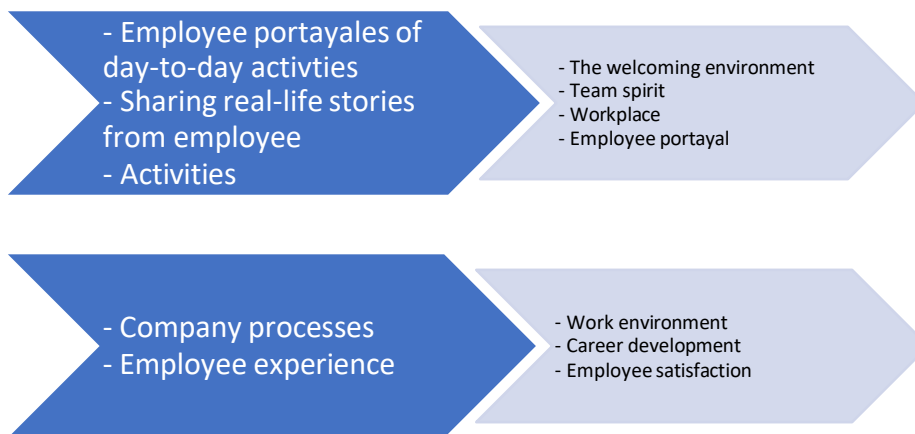 - Employee portayales of
day-to-day activties
- Sharing real-life stories
from employee
- Activities
- The welcoming environment
- Team spirit
- Workplace
- Employee portayal
- Company processes
- Employee experience
- Work environment
- Career development
- Employee satisfaction